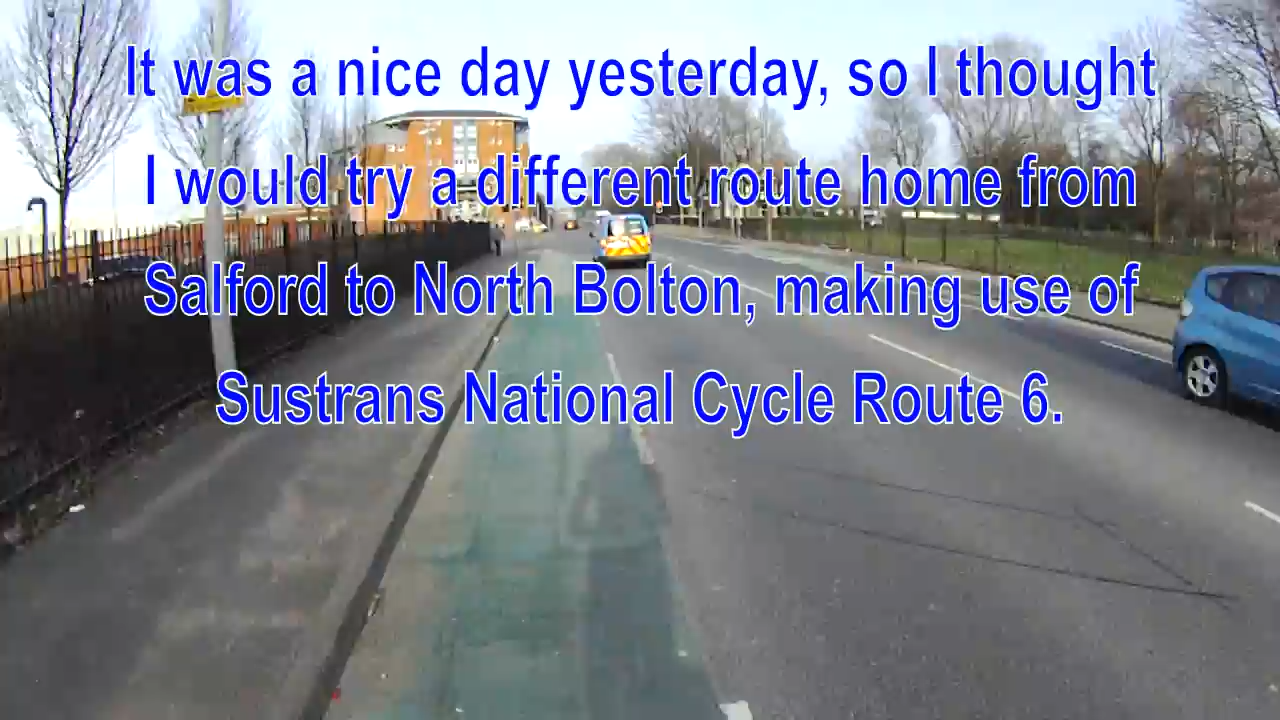 It was a nice day yesterday, so I thought
I would try a different route home from
Salford to North Bolton, making use of
Sustrans National Cycle Route 6.